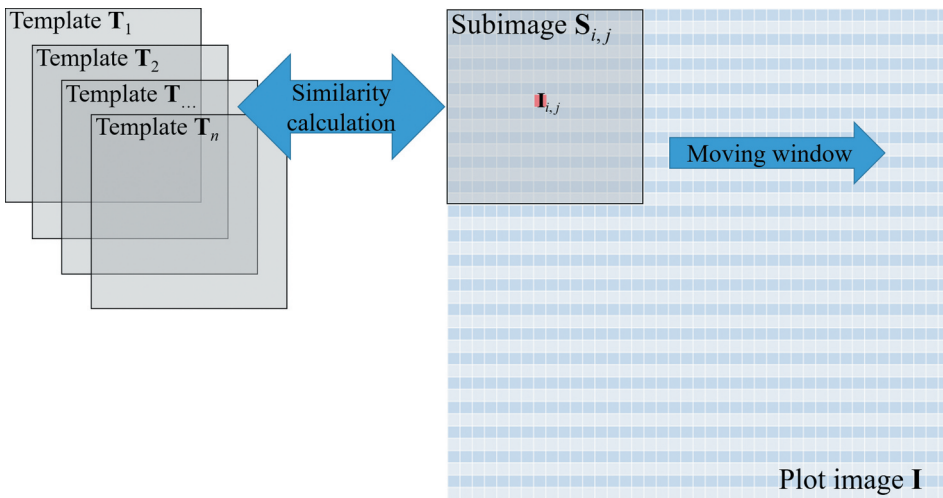 Template T₁
Template T₂
Template T...
Template Tₙ
Similarity
calculation
Subimage Sᵢ,ⱼ
Iᵢ,ⱼ
Moving window
Plot image I